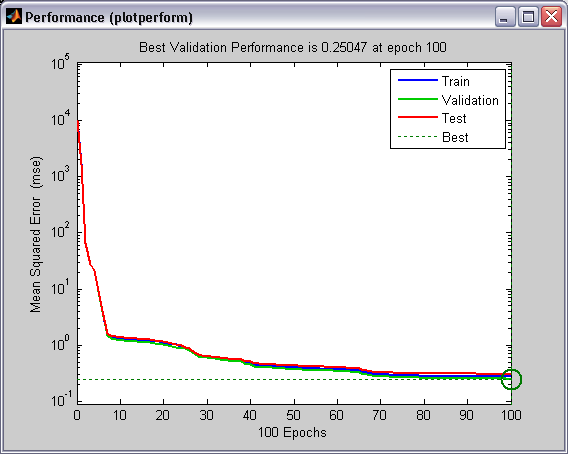 Performance (plotperform)
Best Validation Performance is 0.25047 at epoch 100
10^5
10^4
10^3
10^2
10^1
10^0
10^-1
Mean Squared Error (mse)
Train
Validation
Test
Best
0 10 20 30 40 50 60 70 80 90 100
100 Epochs